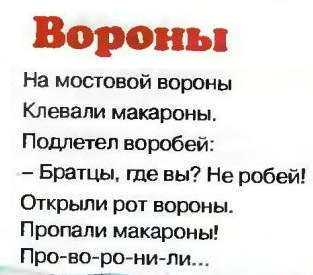 Вороны
На мостовой вороны
Клевали макароны.
Подлетел воробей:
– Братцы, где вы? Не робей!
Открыли рот вороны.
Пропали макароны!
Про-во-ро-ни-ли...